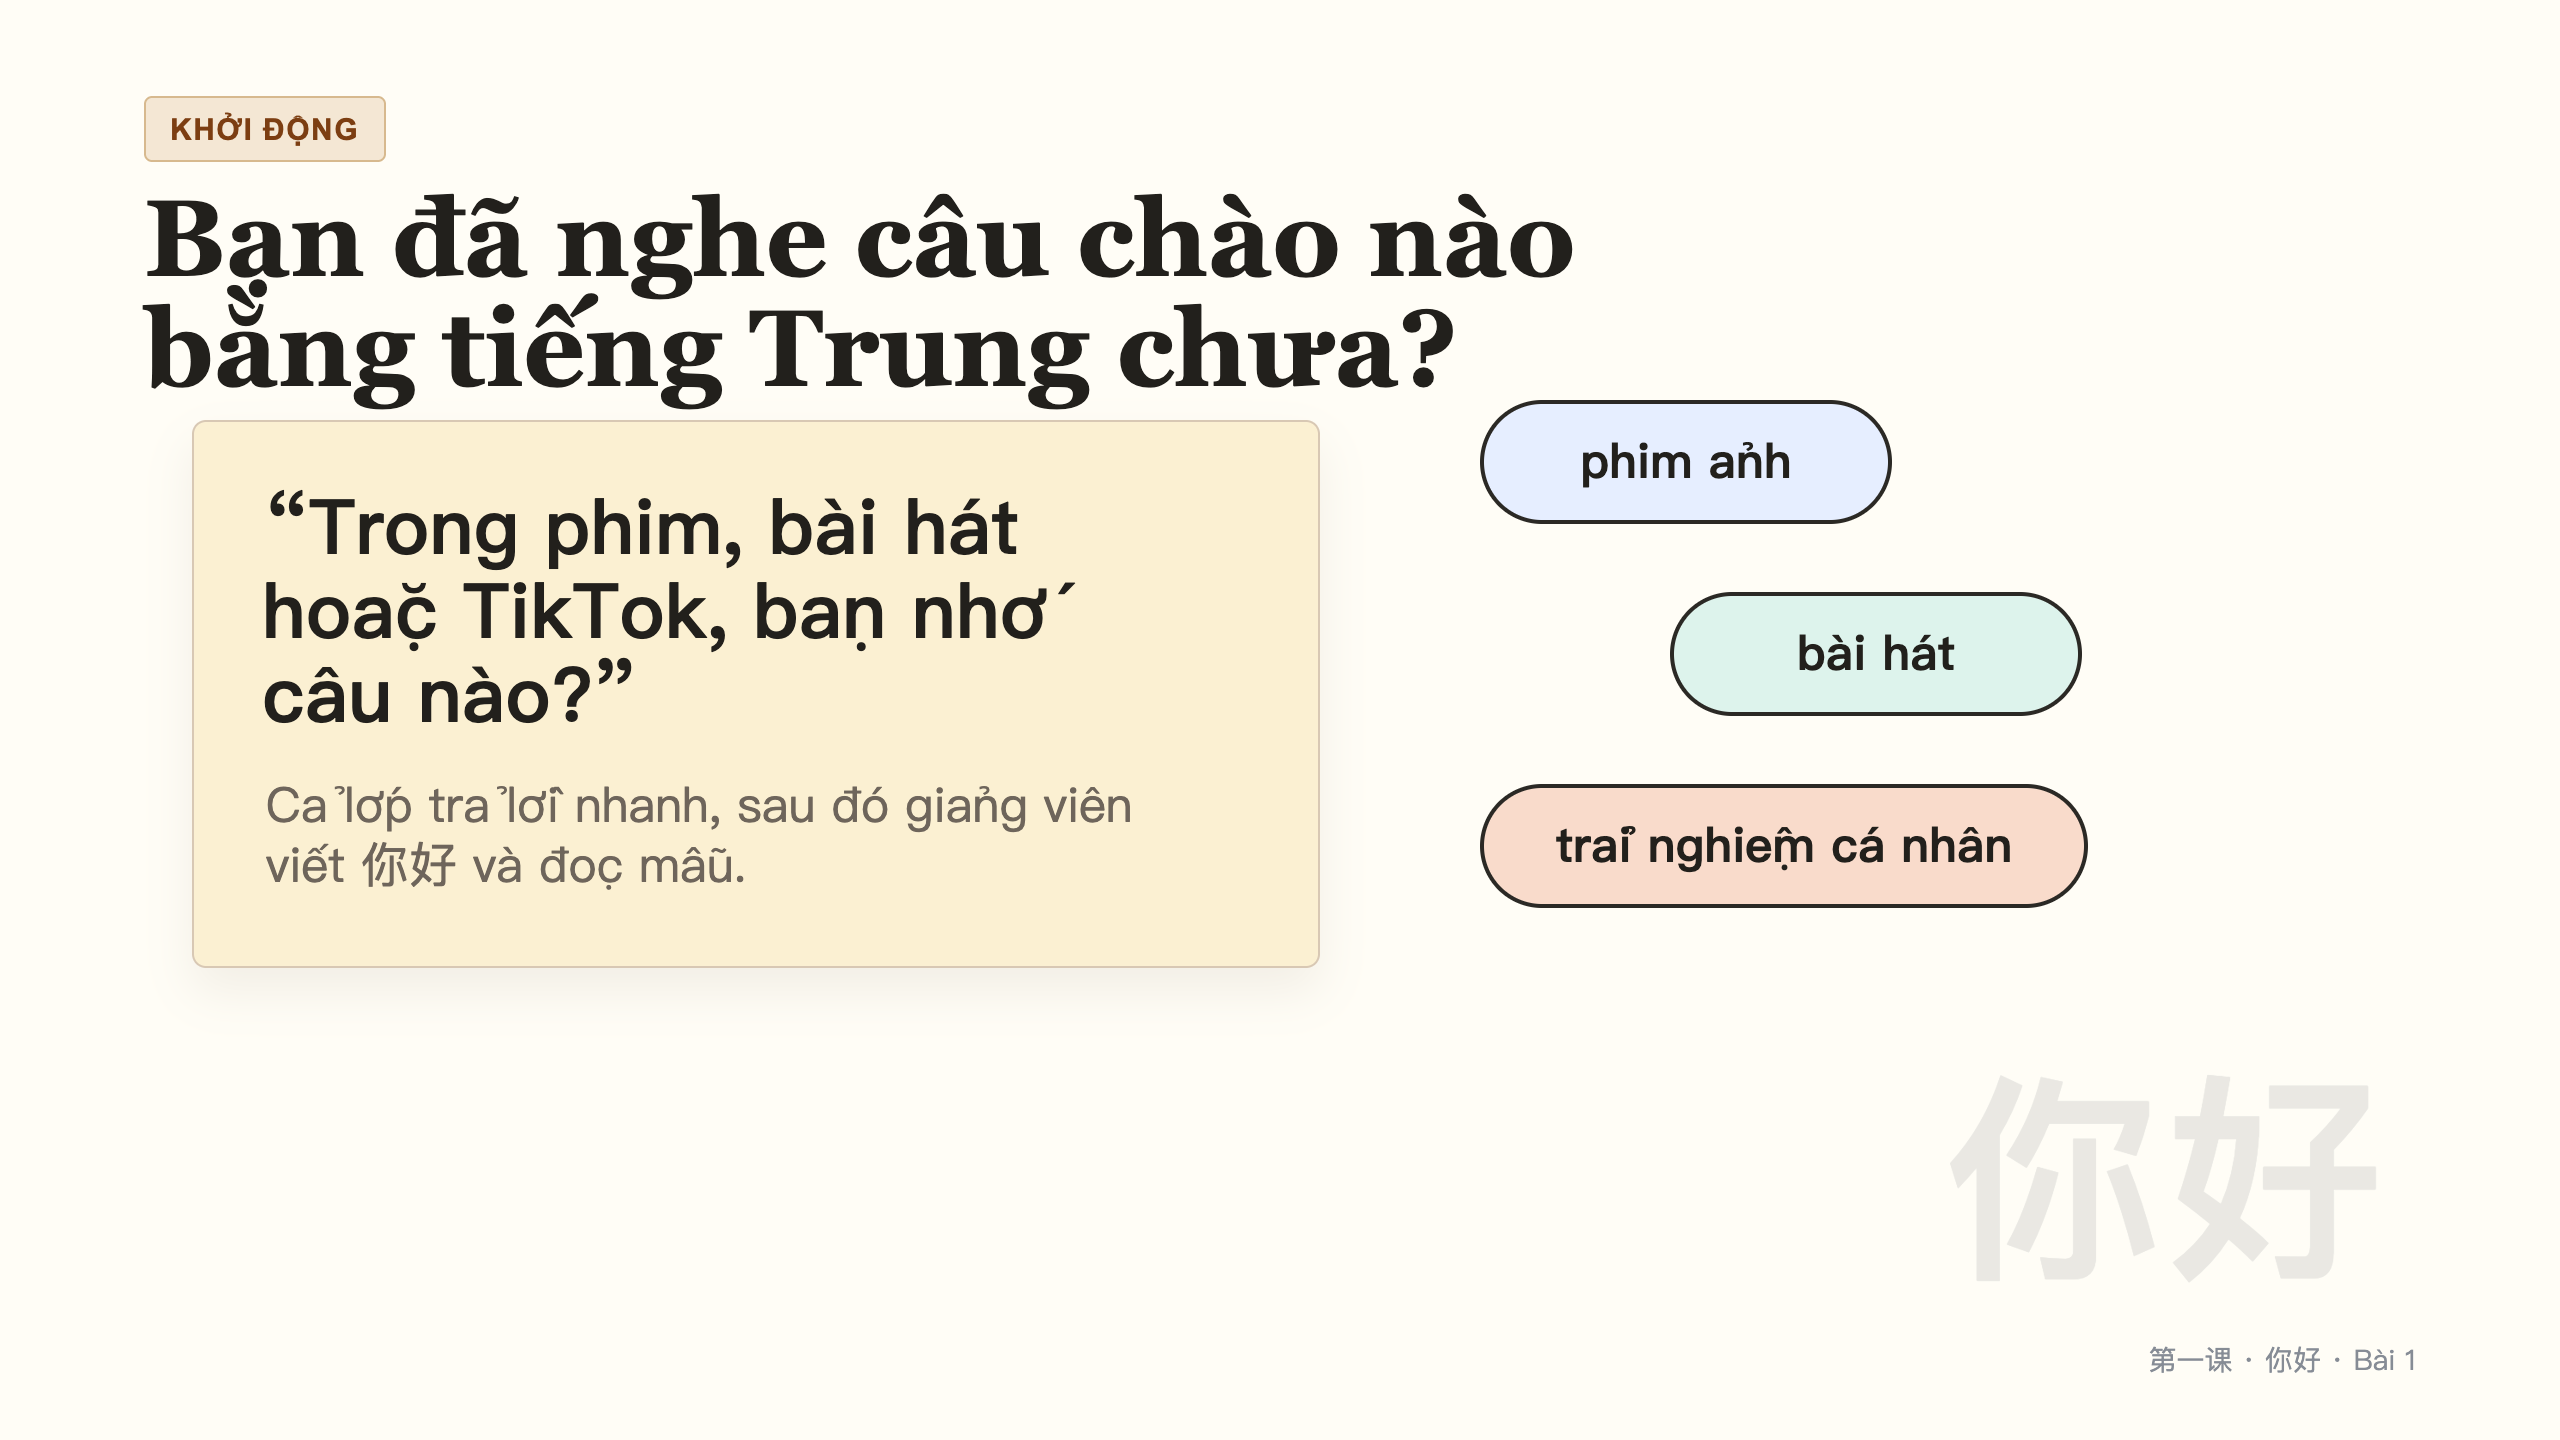 KHỞI ĐỘNG
Bạn đã nghe câu chào nào
bằng tiếng Trung chưa?
“Trong phim, bài hát
hoặc TikTok, bạn nhớ
câu nào?”
Cả lớp trả lời nhanh, sau đó giảng viên
viết 你好 và đọc mẫu.
phim ảnh
bài hát
trải nghiệm cá nhân
你好
第一课 · 你好 · Bài 1